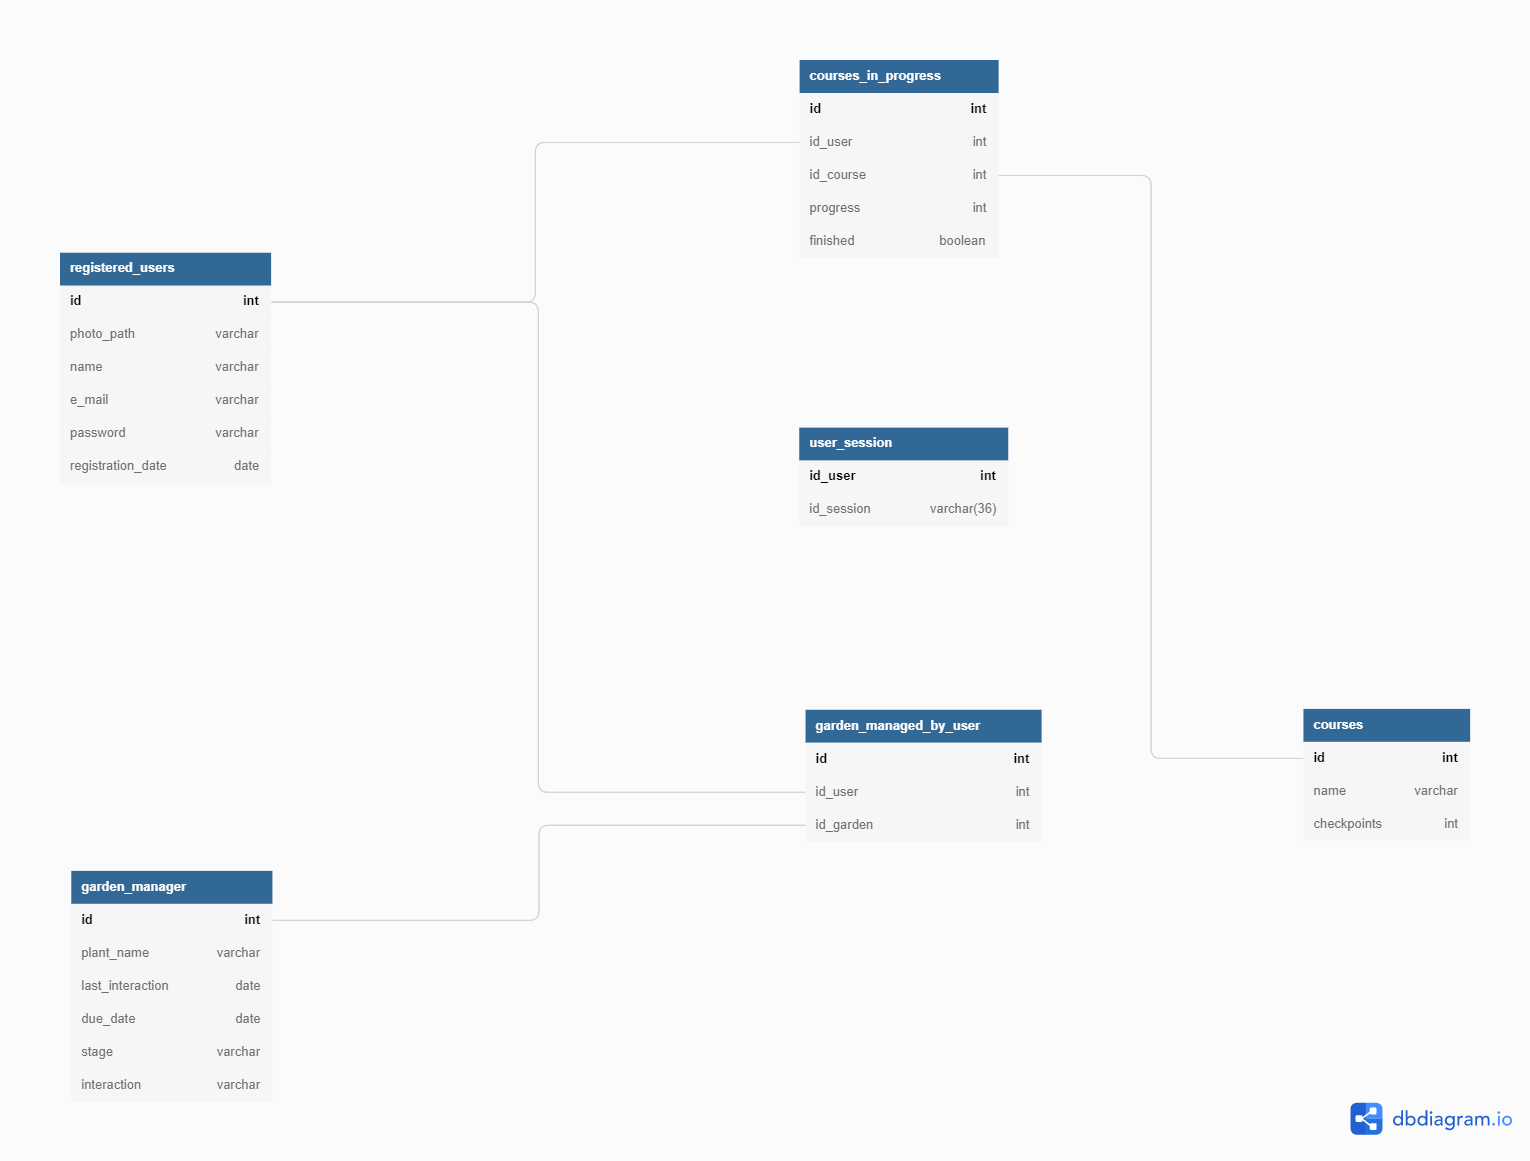 courses_in_progress
id int
id_user int
id_course int
progress int
finished boolean
registered_users
id int
photo_path varchar
name varchar
e_mail varchar
password varchar
registration_date date
user_session
id_user int
id_session varchar(36)
garden_managed_by_user
id int
id_user int
id_garden int
courses
id int
name varchar
checkpoints int
garden_manager
id int
plant_name varchar
last_interaction date
due_date date
stage varchar
interaction varchar
dbdiagram.io